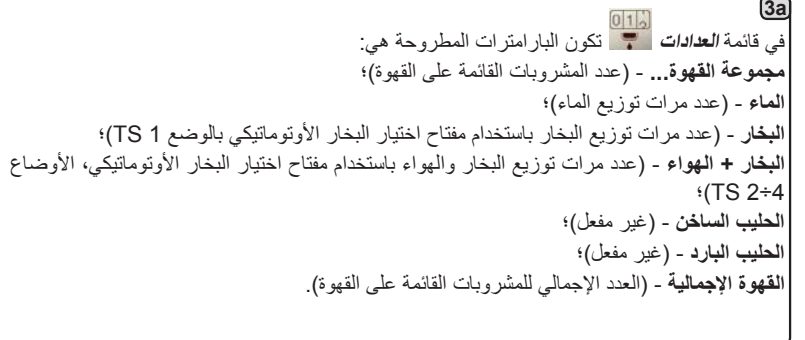 3a
في قائمة العدادات 012 تكون البارامترات المطروحة هي:
مجموعة القهوة... - (عدد المشروبات القائمة على القهوة)؛
الماء - (عدد مرات توزيع الماء)؛
البخار - (عدد مرات توزيع البخار باستخدام مفتاح اختيار البخار الأوتوماتيكي بالوضع TS 1)؛
البخار + الهواء - (عدد مرات توزيع البخار والهواء باستخدام مفتاح اختيار البخار الأوتوماتيكي، الأوضاع
TS 2÷4)؛
الحليب الساخن - (غير مفعل)؛
الحليب البارد - (غير مفعل)؛
القهوة الإجمالية - (العدد الإجمالي للمشروبات القائمة على القهوة).